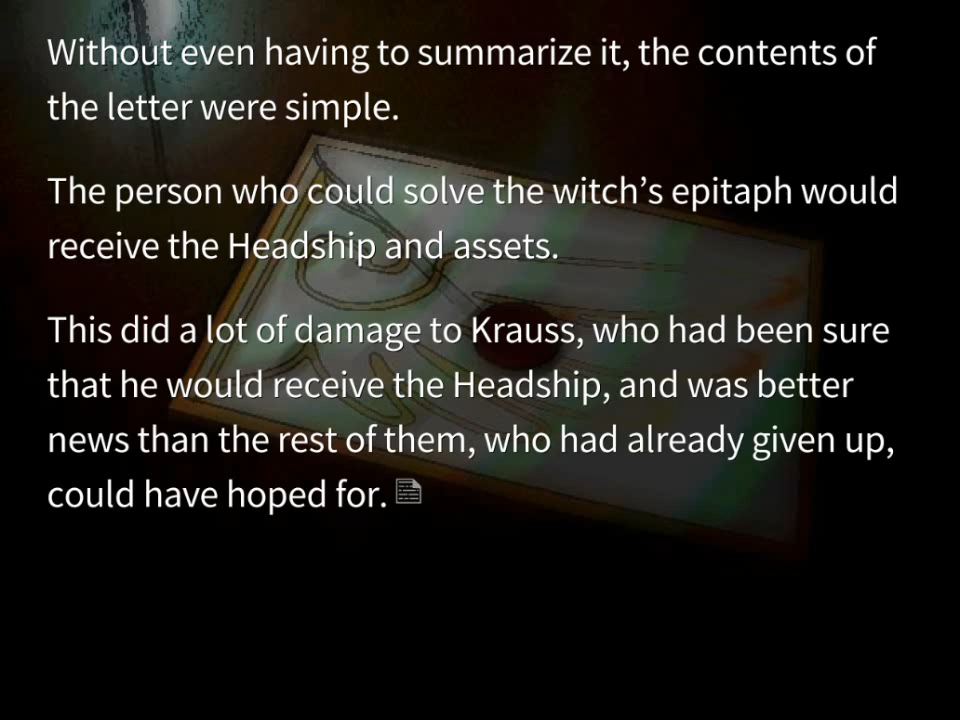 Without even having to summarize it, the contents of
the letter were simple.
The person who could solve the witch’s epitaph would
receive the Headship and assets.
This did a lot of damage to Krauss, who had been sure
that he would receive the Headship, and was better
news than the rest of them, who had already given up,
could have hoped for.